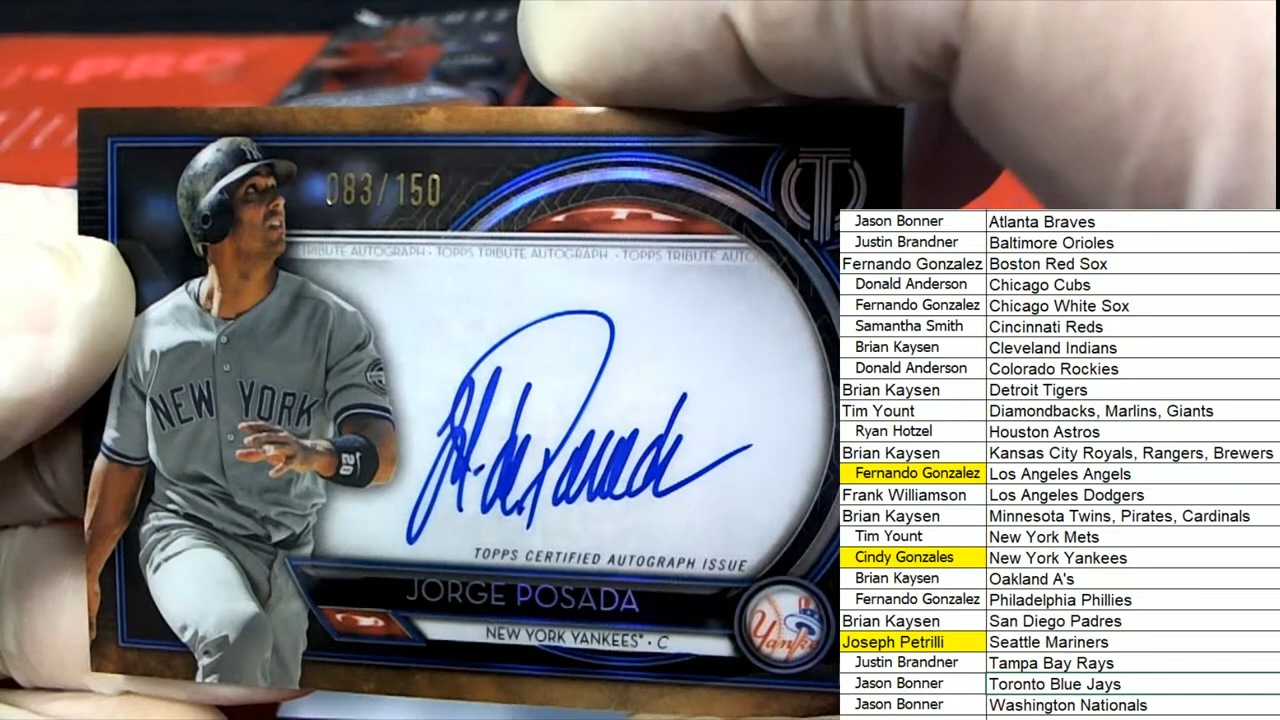 083/150
TRIBUTE AUTOGRAPH · TOPPS TRIBUTE AUTOGRAPH · TOPPS TRIBUTE AUTO
NEW YORK
20
Jorge Posada
TOPPS CERTIFIED AUTOGRAPH ISSUE
JORGE POSADA
NEW YORK YANKEES · C
Jason Bonner Atlanta Braves
Justin Brandner Baltimore Orioles
Fernando Gonzalez Boston Red Sox
Donald Anderson Chicago Cubs
Fernando Gonzalez Chicago White Sox
Samantha Smith Cincinnati Reds
Brian Kaysen Cleveland Indians
Donald Anderson Colorado Rockies
Brian Kaysen Detroit Tigers
Tim Yount Diamondbacks, Marlins, Giants
Ryan Hotzel Houston Astros
Brian Kaysen Kansas City Royals, Rangers, Brewers
Fernando Gonzalez Los Angeles Angels
Frank Williamson Los Angeles Dodgers
Brian Kaysen Minnesota Twins, Pirates, Cardinals
Tim Yount New York Mets
Cindy Gonzales New York Yankees
Brian Kaysen Oakland A's
Fernando Gonzalez Philadelphia Phillies
Brian Kaysen San Diego Padres
Joseph Petrilli Seattle Mariners
Justin Brandner Tampa Bay Rays
Jason Bonner Toronto Blue Jays
Jason Bonner Washington Nationals